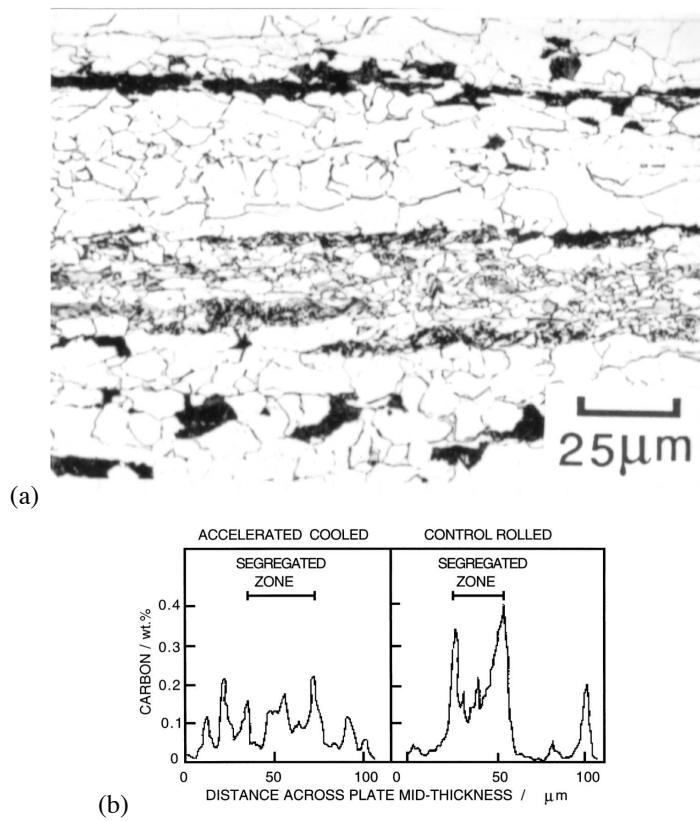 25μm
(a)
ACCELERATED COOLED CONTROL ROLLED
SEGREGATED ZONE SEGREGATED ZONE
CARBON / wt.%
0.4
0.3
0.2
0.1
0
0 50 100 0 50 100
DISTANCE ACROSS PLATE MID-THICKNESS / μm
(b)